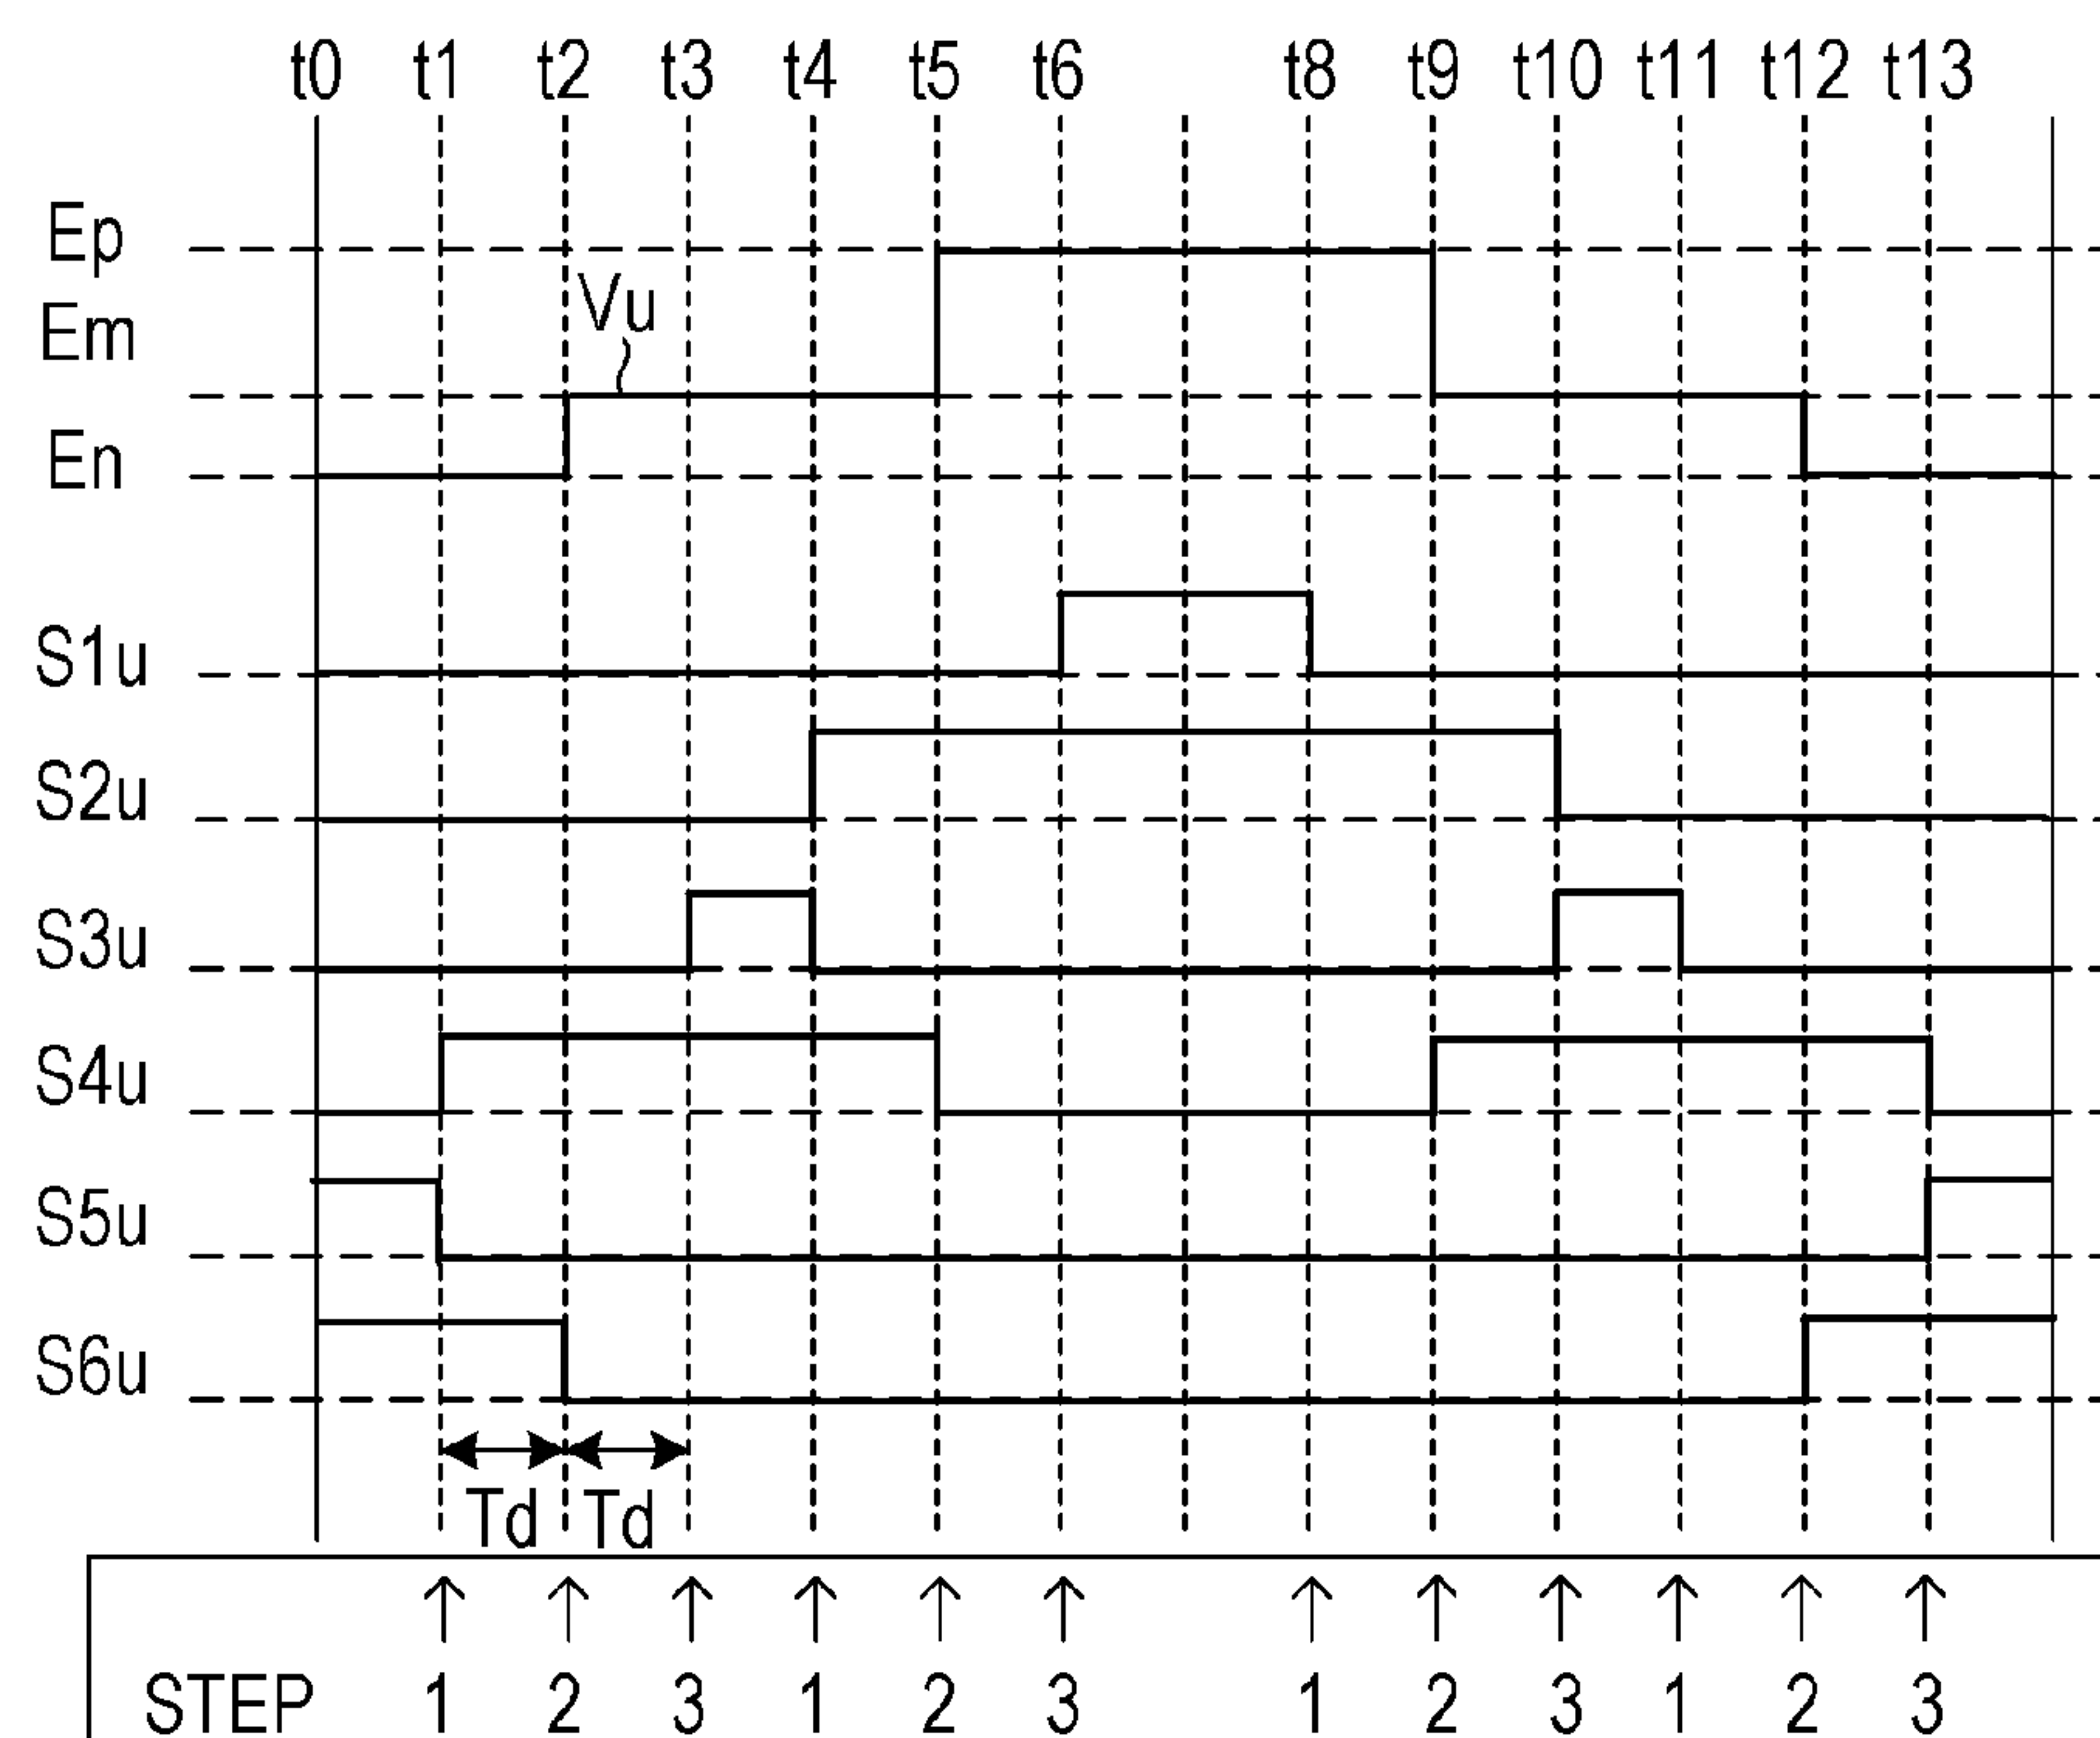 t0 t1 t2 t3 t4 t5 t6 t8 t9 t10 t11 t12 t13
Ep
Vu
Em
En
S1u
S2u
S3u
S4u
S5u
S6u
Td Td
STEP 1 2 3 1 2 3 1 2 3 1 2 3